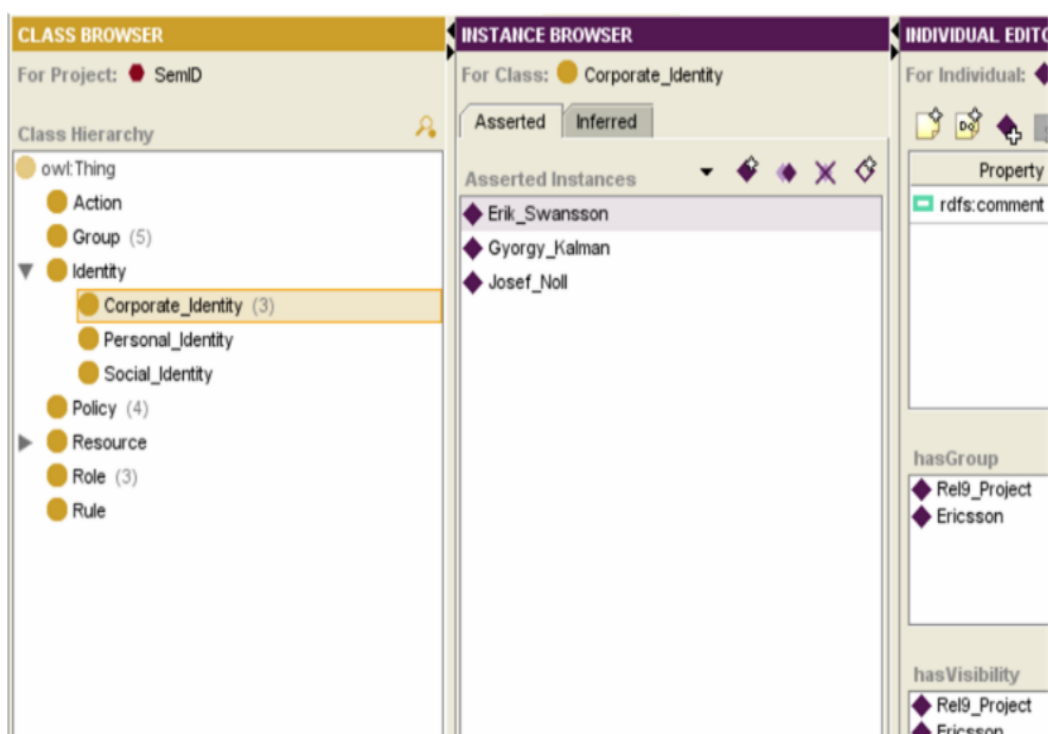 CLASS BROWSER
For Project: SemID
Class Hierarchy
owl:Thing
Action
Group (5)
Identity
Corporate_Identity (3)
Personal_Identity
Social_Identity
Policy (4)
Resource
Role (3)
Rule
INSTANCE BROWSER
For Class: Corporate_Identity
Asserted Inferred
Asserted Instances
Erik_Swansson
Gyorgy_Kalman
Josef_Noll
INDIVIDUAL EDITO
For Individual:
Property
rdfs:comment
hasGroup
Rel9_Project
Ericsson
hasVisibility
Rel9_Project
Ericsson